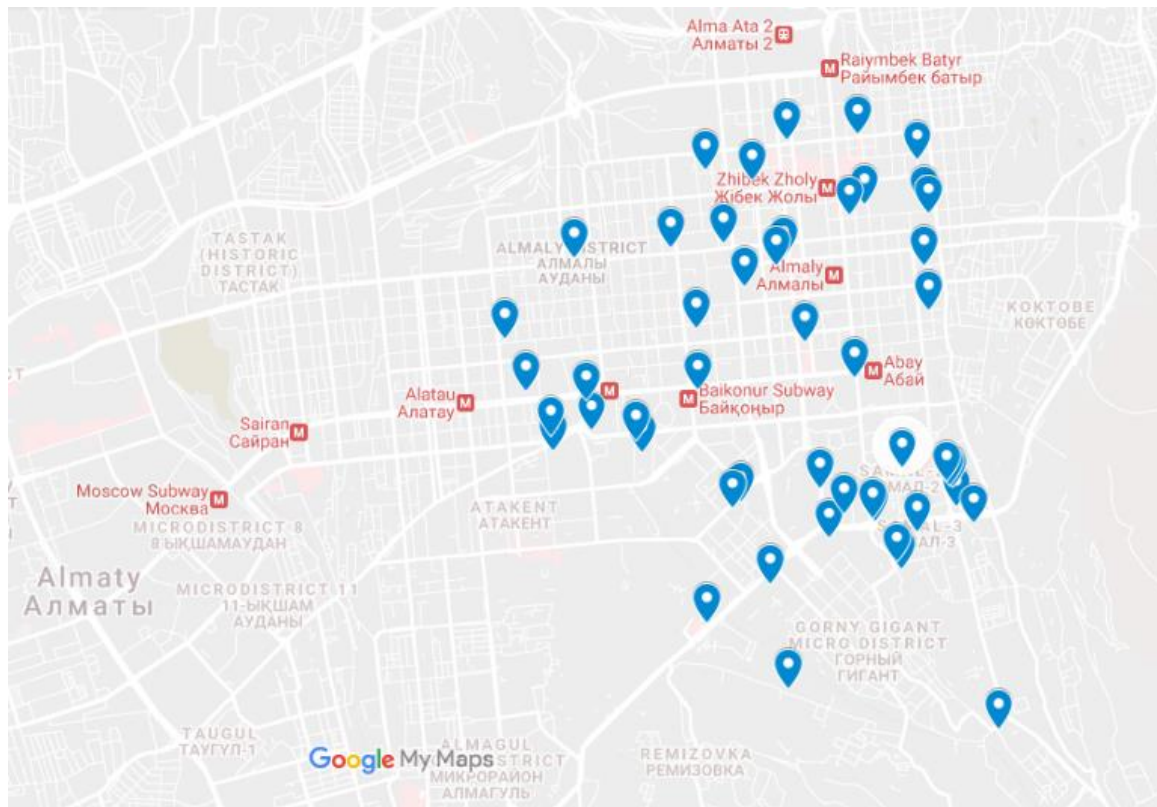 Alma Ata 2
Алматы 2
Raiymbek Batyr
Райымбек батыр
Zhibek Zholy
Жібек Жолы
TASTAK
(HISTORIC
DISTRICT)
ТАСТАК
ALMALY DISTRICT
АЛМАЛЫ
АУДАНЫ
Almaly
Алмалы
KOKTOBE
КӨКТӨБЕ
Abay
Абай
Alatau
Алатау
Baikonur Subway
Байқоңыр
Sairan
Сайран
Moscow Subway
Москва
MICRODISTRICT 8
8 ЫҚШАМАУДАН
ATAKENT
АТАКЕНТ
Almaty
Алматы
MICRODISTRICT 11
11-ЫҚШАМ
АУДАНЫ
GORNY GIGANT
MICRO DISTRICT
ГОРНЫЙ
ГИГАНТ
TAUGUL
ТАУГУЛ-1
Google My Maps
ALMAGUL
МИКРОРАЙОН
АЛМАГУЛЬ
REMIZOVKA
РЕМИЗОВКА